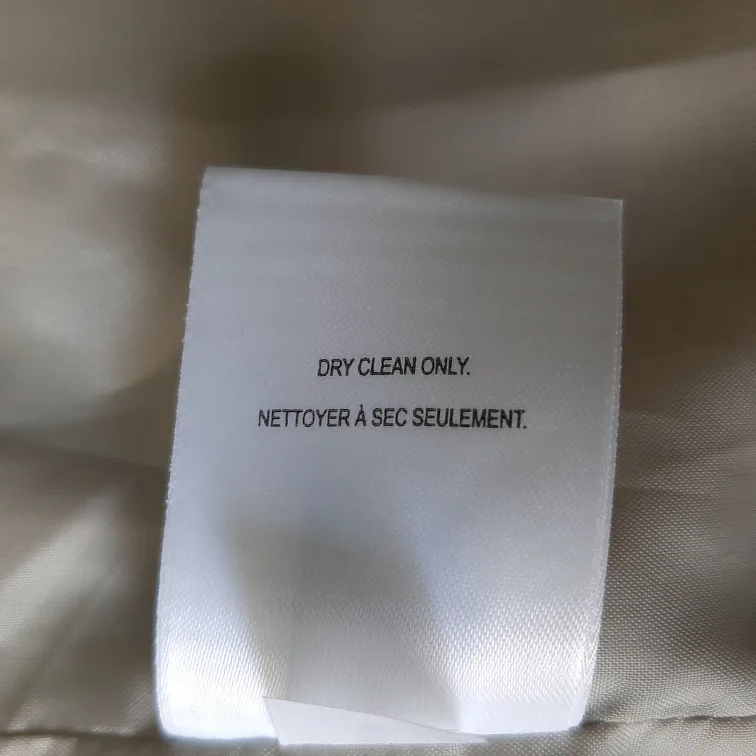 DRY CLEAN ONLY.
NETTOYER À SEC SEULEMENT.